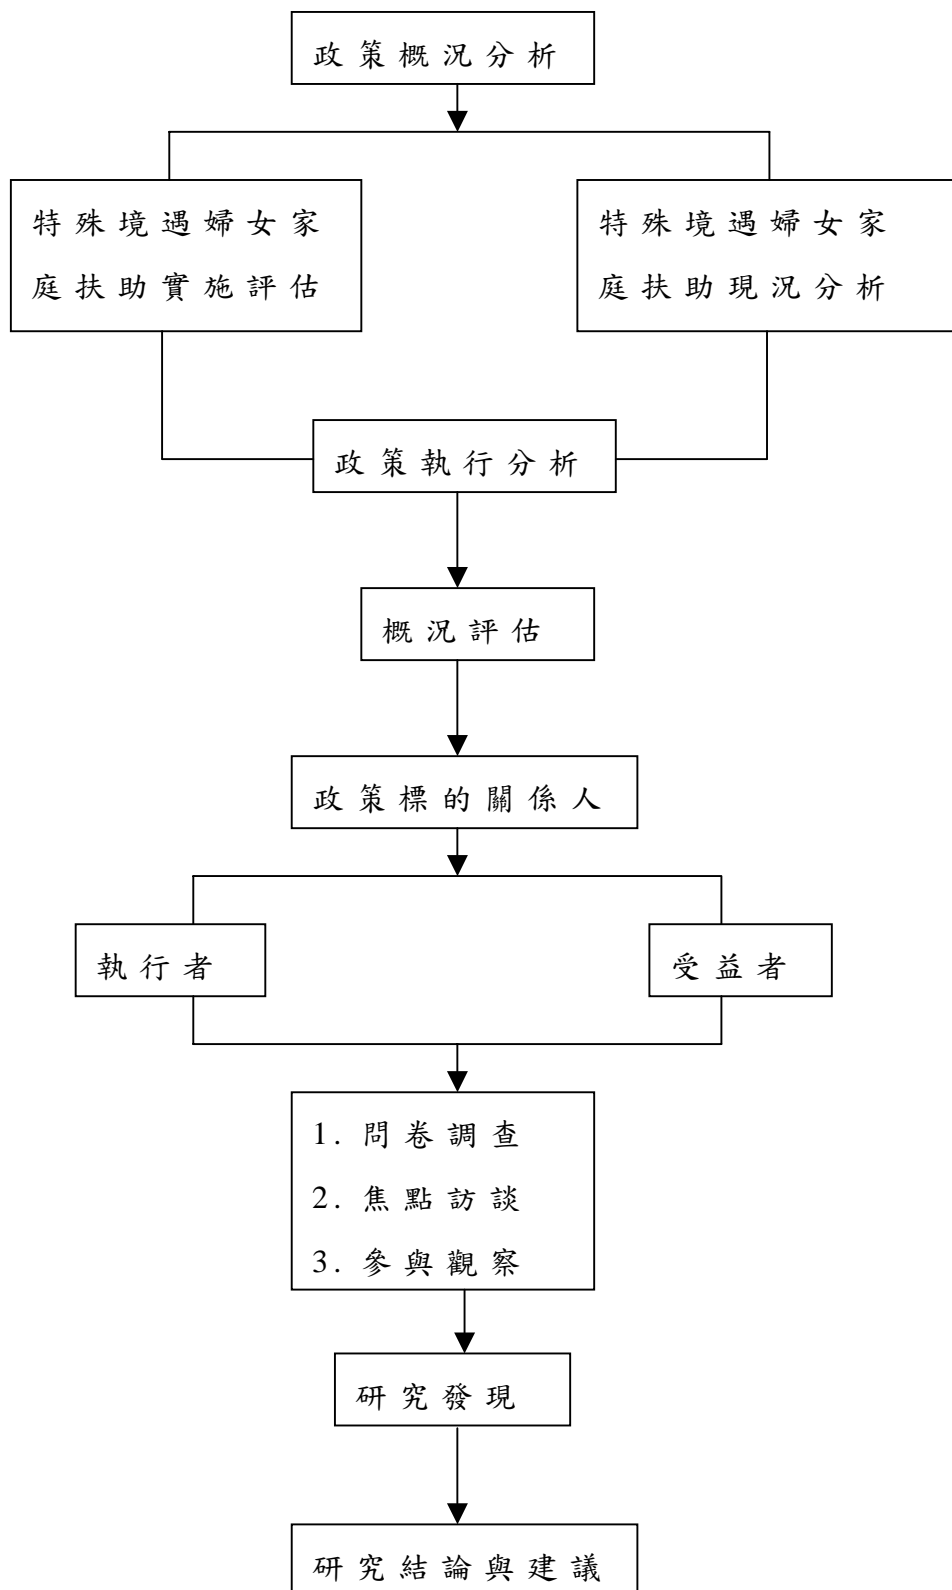 政策概況分析
特殊境遇婦女家
庭扶助實施評估
特殊境遇婦女家
庭扶助現況分析
政策執行分析
概況評估
政策標的關係人
執行者
受益者
1. 問卷調查
2. 焦點訪談
3. 參與觀察
研究發現
研究結論與建議